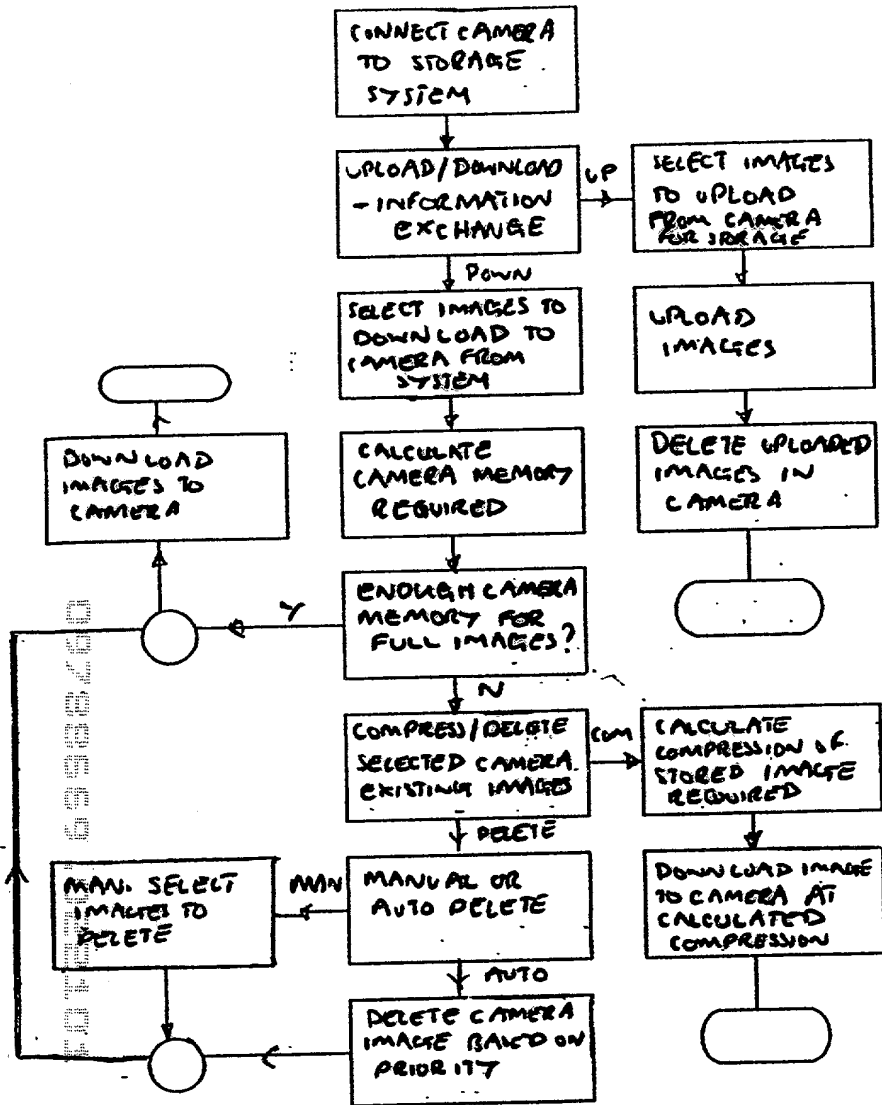 CONNECT CAMERA
TO STORAGE
SYSTEM
UPLOAD/DOWNLOAD
- INFORMATION
EXCHANGE
UP
SELECT IMAGES
TO UPLOAD
FROM CAMERA
FOR STORAGE
DOWN
SELECT IMAGES TO
DOWNLOAD TO
CAMERA FROM
SYSTEM
UPLOAD
IMAGES
DOWNLOAD
IMAGES TO
CAMERA
CALCULATE
CAMERA MEMORY
REQUIRED
DELETE UPLOADED
IMAGES IN
CAMERA
ENOUGH CAMERA
MEMORY FOR
FULL IMAGES?
Y
N
COMPRESS/DELETE
SELECTED CAMERA
EXISTING IMAGES
COM
CALCULATE
COMPRESSION OF
STORED IMAGE
REQUIRED
DELETE
MAN. SELECT
IMAGES TO
DELETE
MAN
MANUAL OR
AUTO DELETE
DOWNLOAD IMAGE
TO CAMERA AT
CALCULATED
COMPRESSION
AUTO
DELETE CAMERA
IMAGE BASED ON
PRIORITY